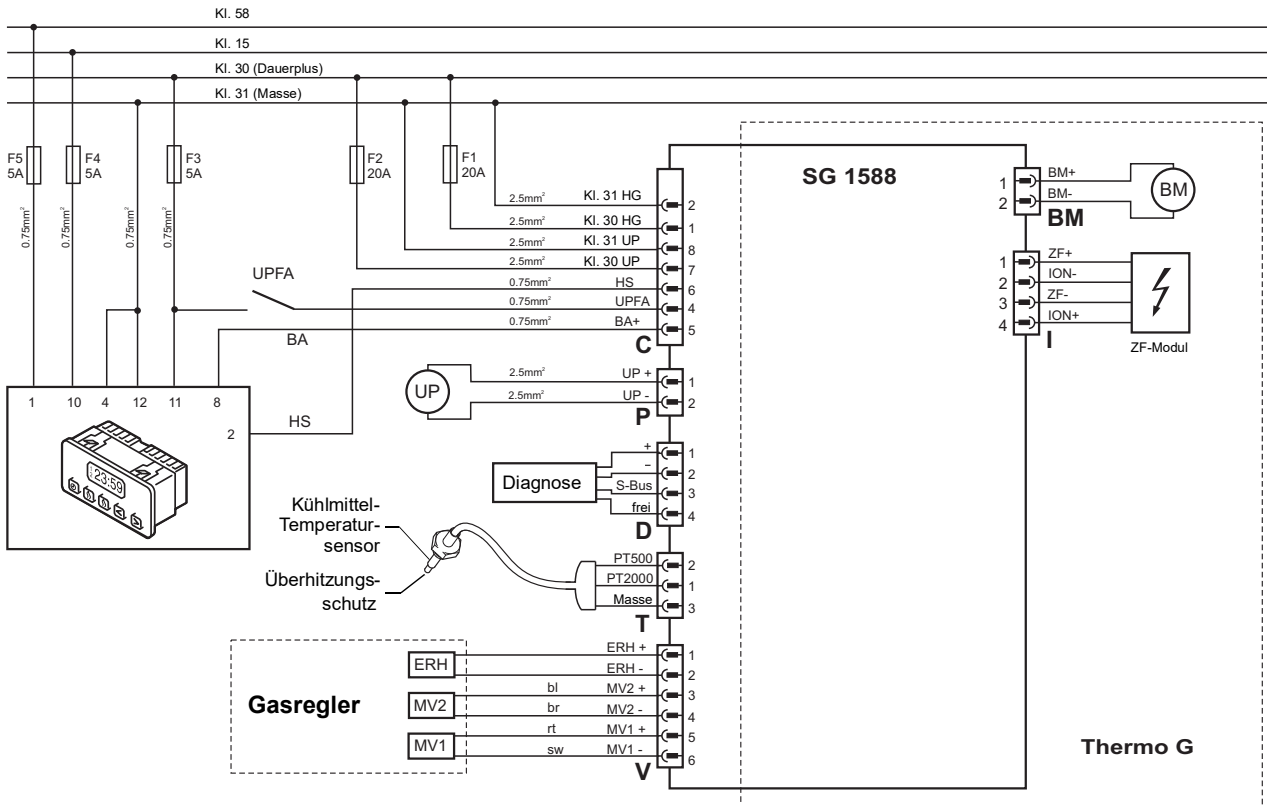 Kl. 58
Kl. 15
Kl. 30 (Dauerplus)
Kl. 31 (Masse)
F5
5A
F4
5A
F3
5A
F2
20A
F1
20A
0.75mm²
0.75mm²
0.75mm²
0.75mm²
SG 1588
2.5mm² Kl. 31 HG 2
2.5mm² Kl. 30 HG 1
2.5mm² Kl. 31 UP 8
2.5mm² Kl. 30 UP 7
0.75mm² HS 6
0.75mm² UPFA 4
0.75mm² BA+ 5
C
UPFA
BA
1 BM+
2 BM-
BM
BM
1 ZF+
2 ION-
3 ZF-
4 ION+
I
ZF-Modul
1 10 4 12 11 8
2
HS
23:59
UP
2.5mm² UP + 1
2.5mm² UP - 2
P
Diagnose
+ 1
– 2
S-Bus 3
frei 4
D
Kühlmittel-
Temperatur-
sensor
Überhitzungs-
schutz
PT500 2
PT2000 1
Masse 3
T
Gasregler
ERH
MV2
MV1
ERH + 1
ERH - 2
bl MV2 + 3
br MV2 - 4
rt MV1 + 5
sw MV1 - 6
V
Thermo G